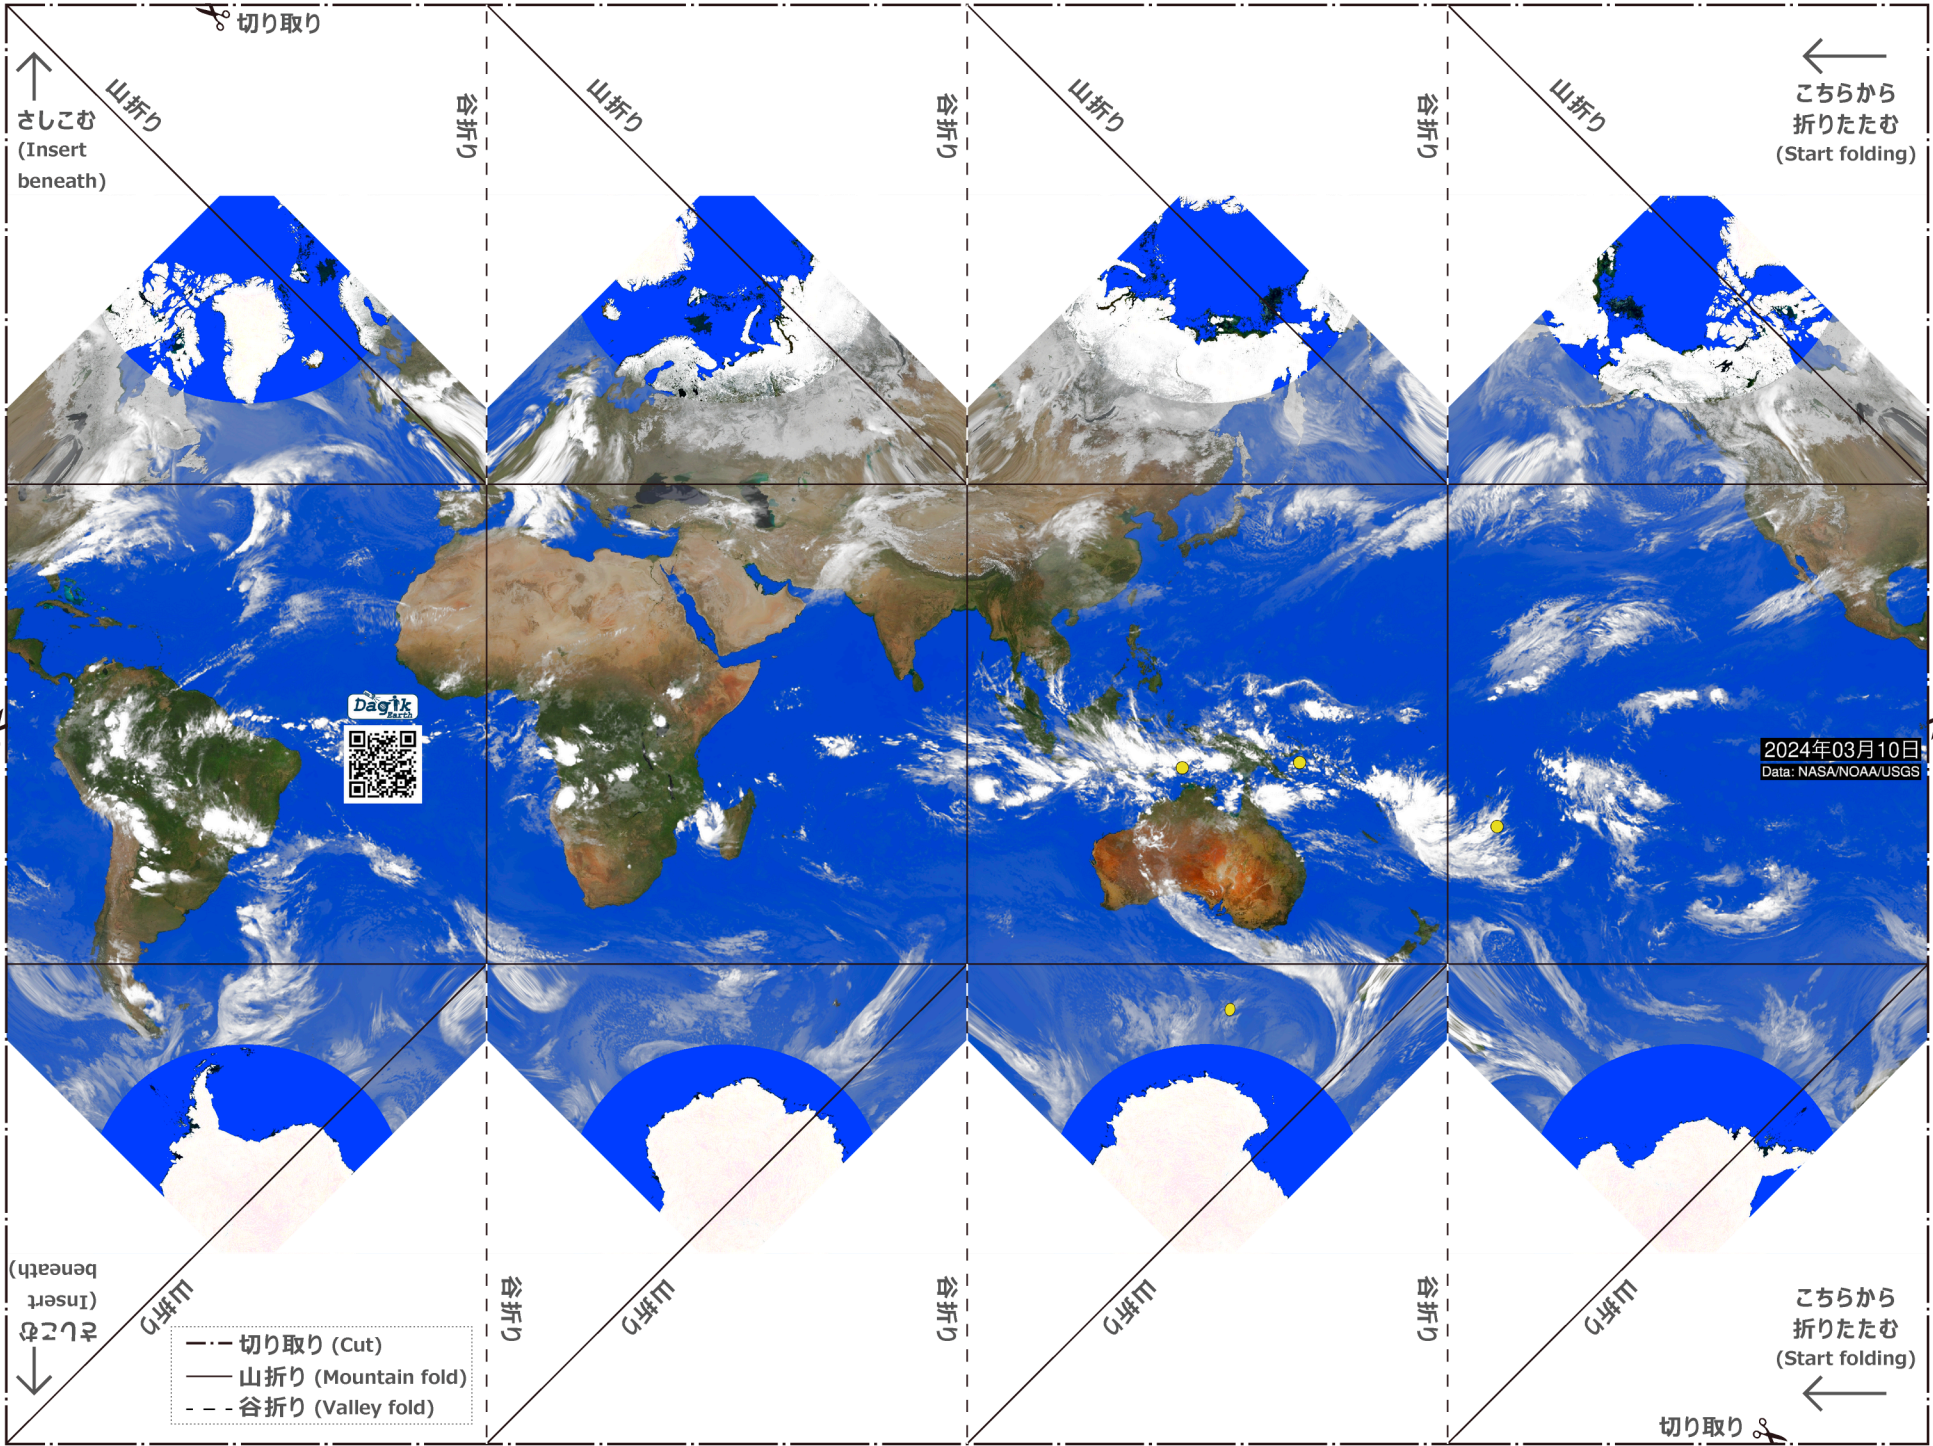 切り取り
山折り
谷折り
山折り
谷折り
山折り
谷折り
山折り
さしこむ
(Insert
beneath)
こちらから
折りたたむ
(Start folding)
Dagik
Earth
2024年03月10日
Data: NASA/NOAA/USGS
さしこむ
(Insert
beneath)
山折り
谷折り
山折り
谷折り
山折り
谷折り
山折り
こちらから
折りたたむ
(Start folding)
切り取り (Cut)
山折り (Mountain fold)
谷折り (Valley fold)
切り取り